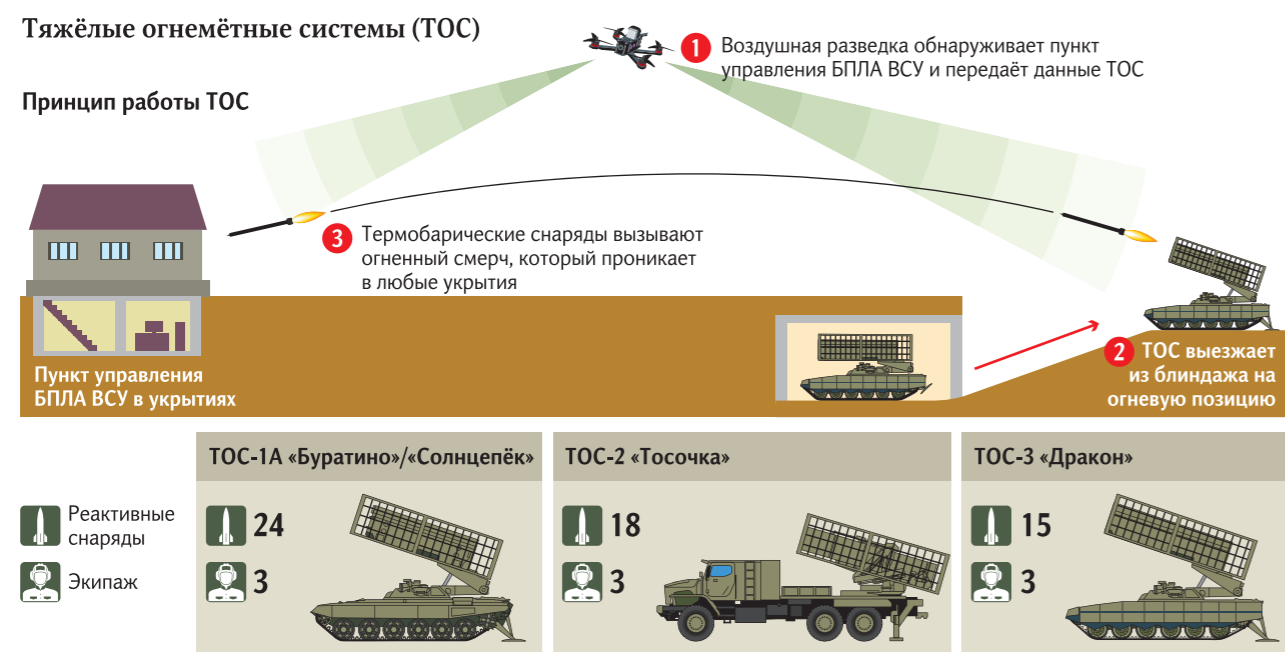 Тяжёлые огнемётные системы (ТОС)
Принцип работы ТОС
1
Воздушная разведка обнаруживает пункт
управления БПЛА ВСУ и передаёт данные ТОС
3
Термобарические снаряды вызывают
огненный смерч, который проникает
в любые укрытия
Пункт управления
БПЛА ВСУ в укрытиях
2 ТОС выезжает
из блиндажа на
огневую позицию
Реактивные
снаряды
Экипаж
ТОС-1А «Буратино»/«Солнцепёк»
24
3
ТОС-2 «Тосочка»
18
3
ТОС-3 «Дракон»
15
3